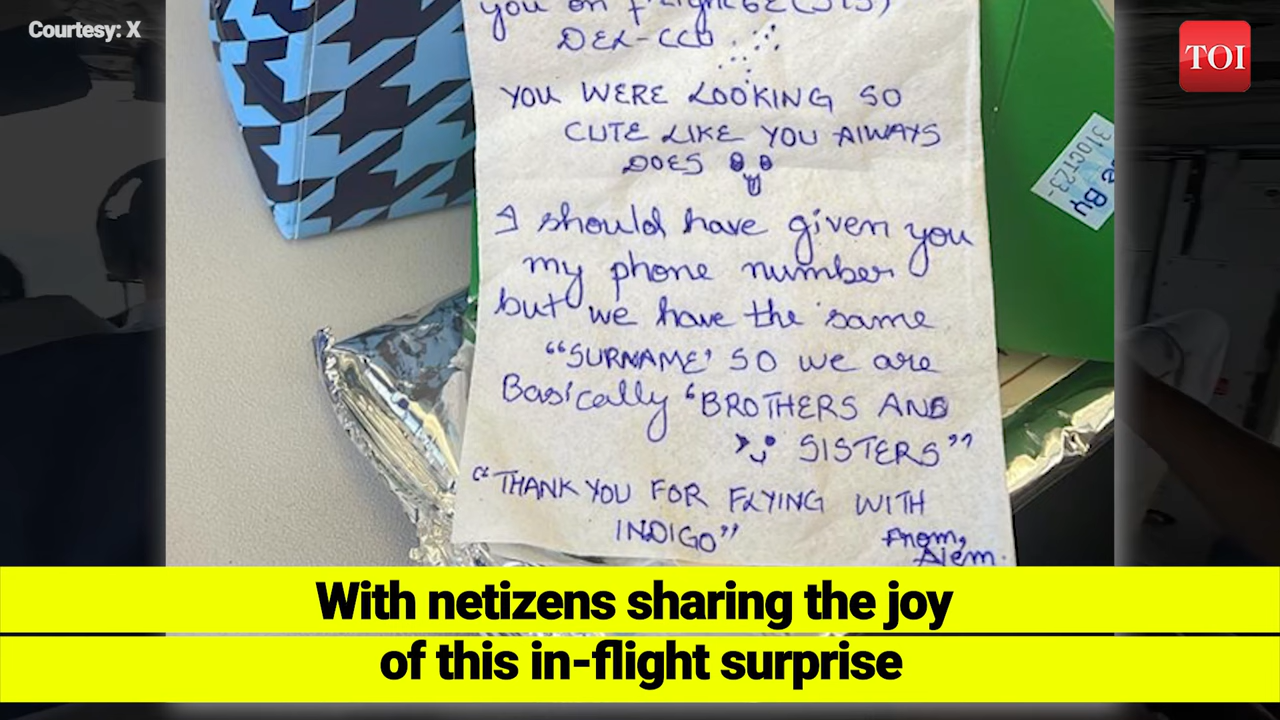 Courtesy: X
TOI
DEL-CCU
YOU WERE LOOKING SO
CUTE LIKE YOU AlWAYS
DOES
I should have given you
my phone number
but we have the same
“SURNAME’ SO we are
Basically ‘BROTHERS AND
SISTERS”
“THANK YOU FOR FLYING WITH
INDIGO”
From,
By
31OCT23
With netizens sharing the joy
of this in-flight surprise